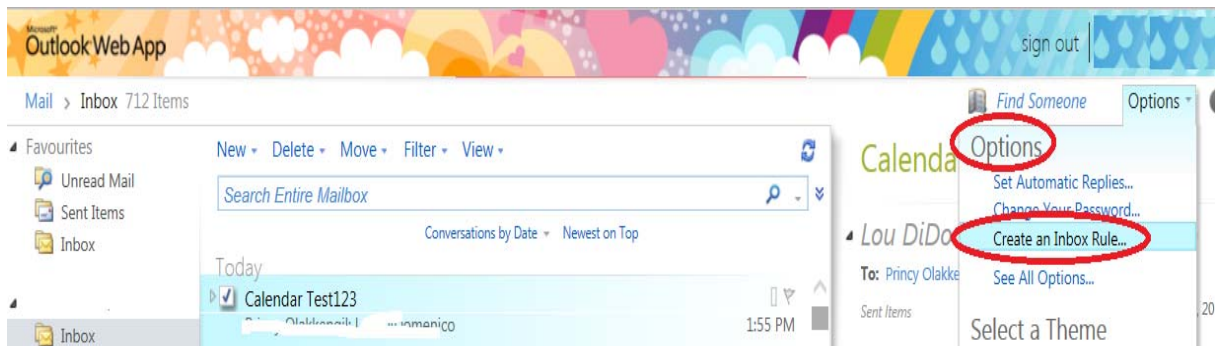 Microsoft
Outlook Web App
sign out
Mail > Inbox 712 Items
Find Someone
Options
Favourites
Unread Mail
Sent Items
Inbox
Inbox
New Delete Move Filter View
Search Entire Mailbox
Conversations by Date Newest on Top
Today
Calendar Test123
1:55 PM
Lou
To: Princy
Sent Items
Options
Set Automatic Replies...
Change Your Password...
Create an Inbox Rule...
See All Options...
Select a Theme